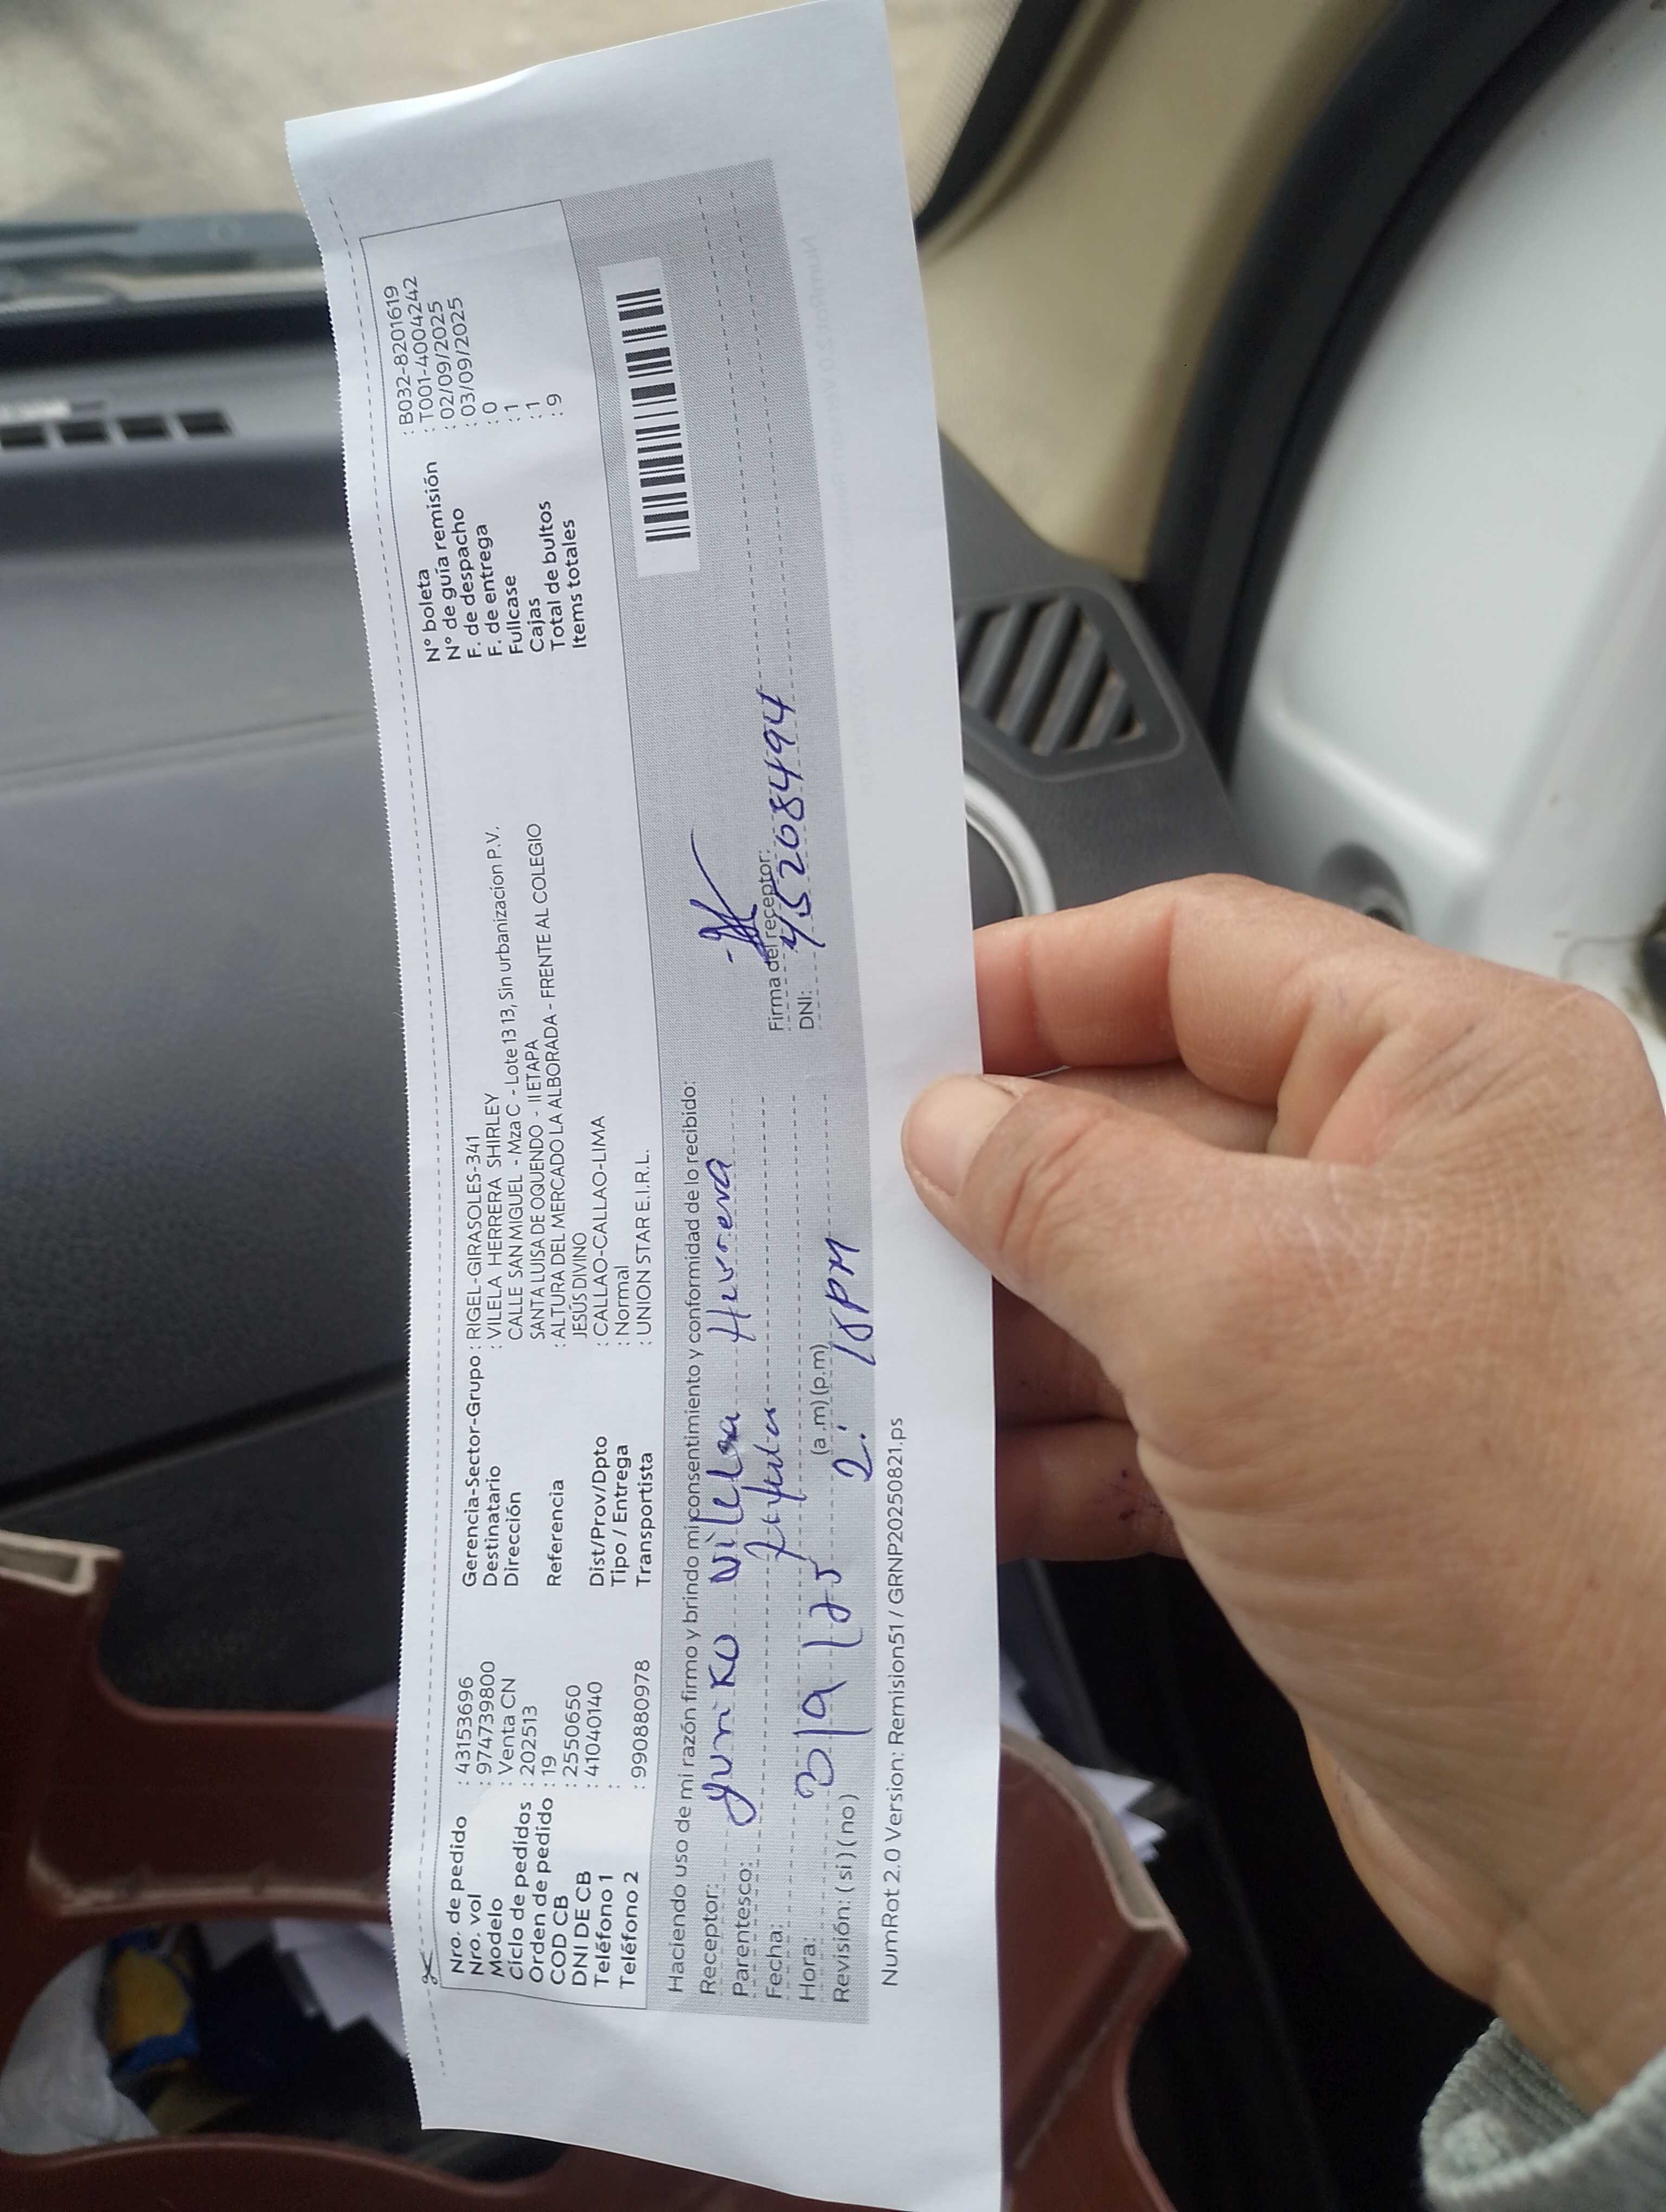 Nro. de pedido : 43153696
Nro. vol : 974739800
Modelo : Venta CN
Ciclo de pedidos : 202513
Orden de pedido : 19
COD CB : 2550650
DNI DE CB : 41040140
Teléfono 1 :
Teléfono 2 : 990880978
Gerencia-Sector-Grupo : RIGEL-GIRASOLES-341
Destinatario : VILELA HERRERA SHIRLEY
Dirección : CALLE SAN MIGUEL - Mza C - Lote 13 13, Sin urbanizacion P.V.
SANTA LUISA DE OQUENDO - II ETAPA
Referencia : ALTURA DEL MERCADO LA ALBORADA - FRENTE AL COLEGIO
JESÚS DIVINO
Dist/Prov/Dpto : CALLAO-CALLAO-LIMA
Tipo / Entrega : Normal
Transportista : UNION STAR E.I.R.L.
N° boleta : B032-8201619
N° de guía remisión : T001-4004242
F. de despacho : 02/09/2025
F. de entrega : 03/09/2025
Fullcase : 0
Cajas : 1
Total de bultos : 1
Items totales : 9
Haciendo uso de mi razón firmo y brindo mi consentimiento y conformidad de lo recibido:
Receptor: Yuriko Vilela Herrera
Parentesco:
Fecha: 3/9/25
Hora: (a.m) (p.m) 2:18PM
Revisión: ( si ) ( no )
Firma del receptor:
DNI: 45208494
NumRot 2.0 Version: Remision51 / GRNP20250821.ps